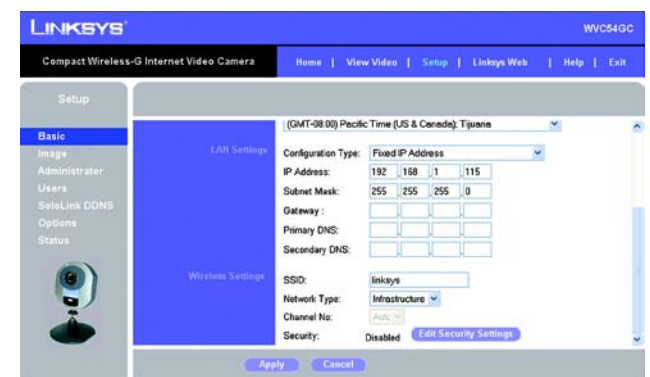 LINKSYS
WVC54GC
Compact Wireless-G Internet Video Camera
Home | View Video | Setup | Linksys Web | Help | Exit
Setup
Basic
Image
Administrator
Users
SoloLink DDNS
Options
Status
(GMT-08:00) Pacific Time (US & Canada); Tijuana
LAN Settings
Configuration Type: Fixed IP Address
IP Address: 192 . 168 . 1 . 115
Subnet Mask: 255 . 255 . 255 . 0
Gateway :
Primary DNS:
Secondary DNS:
Wireless Settings
SSID: linksys
Network Type: Infrastructure
Channel No: Auto
Security: Disabled Edit Security Settings
Apply Cancel